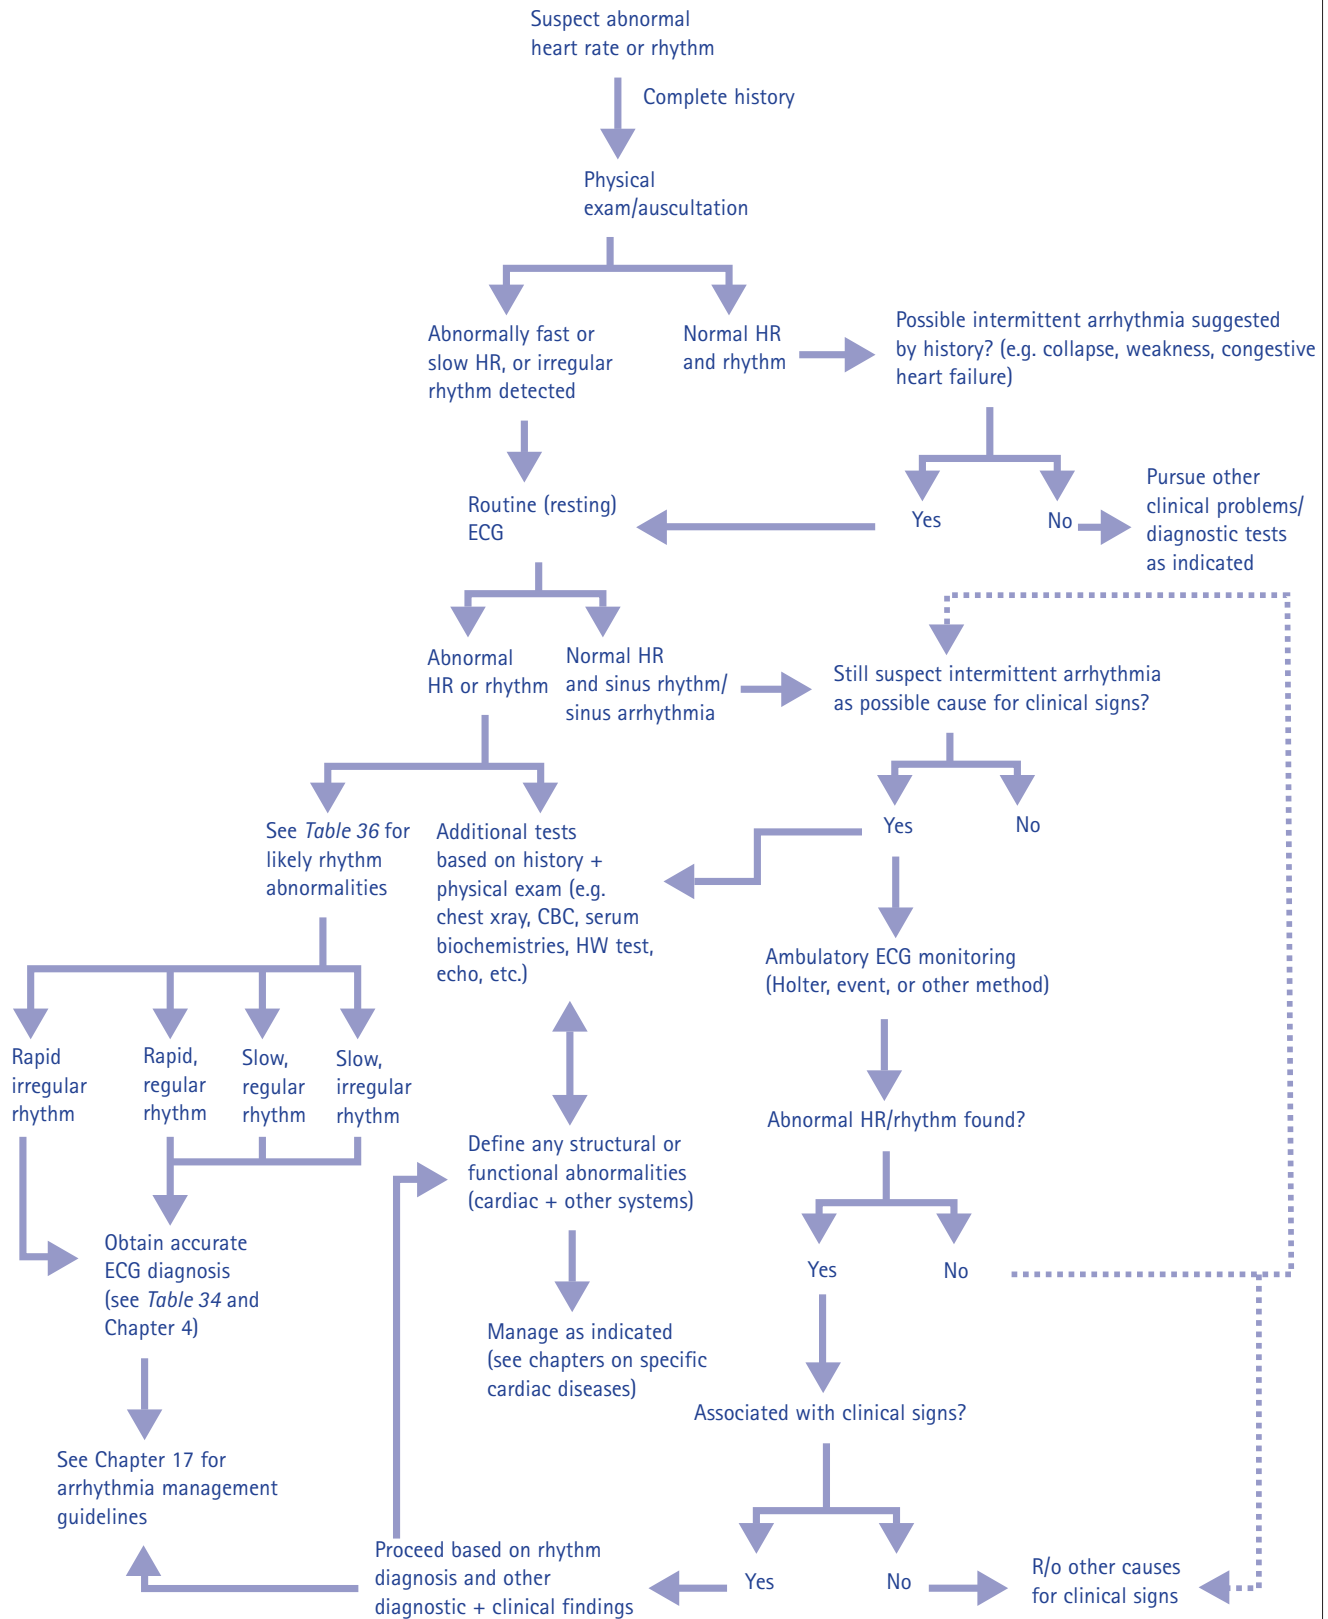 Suspect abnormal
heart rate or rhythm
Complete history
Physical
exam/auscultation
Abnormally fast or
slow HR, or irregular
rhythm detected
Normal HR
and rhythm
Possible intermittent arrhythmia suggested
by history? (e.g. collapse, weakness, congestive
heart failure)
Routine (resting)
ECG
Yes
No
Pursue other
clinical problems/
diagnostic tests
as indicated
Abnormal
HR or rhythm
Normal HR
and sinus rhythm/
sinus arrhythmia
Still suspect intermittent arrhythmia
as possible cause for clinical signs?
See Table 36 for
likely rhythm
abnormalities
Additional tests
based on history +
physical exam (e.g.
chest xray, CBC, serum
biochemistries, HW test,
echo, etc.)
Yes
No
Ambulatory ECG monitoring
(Holter, event, or other method)
Rapid
irregular
rhythm
Rapid,
regular
rhythm
Slow,
regular
rhythm
Slow,
irregular
rhythm
Abnormal HR/rhythm found?
Define any structural or
functional abnormalities
(cardiac + other systems)
Obtain accurate
ECG diagnosis
(see Table 34 and
Chapter 4)
Yes
No
Manage as indicated
(see chapters on specific
cardiac diseases)
Associated with clinical signs?
See Chapter 17 for
arrhythmia management
guidelines
Proceed based on rhythm
diagnosis and other
diagnostic + clinical findings
Yes
No
R/o other causes
for clinical signs